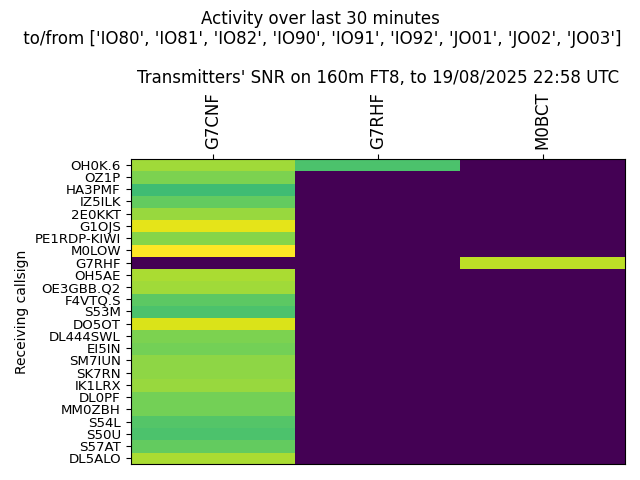 Activity over last 30 minutes
to/from ['IO80', 'IO81', 'IO82', 'IO90', 'IO91', 'IO92', 'JO01', 'JO02', 'JO03']
Transmitters' SNR on 160m FT8, to 19/08/2025 22:58 UTC
G7CNF
G7RHF
M0BCT
Receiving callsign
OH0K.6
OZ1P
HA3PMF
IZ5ILK
2E0KKT
G1OJS
PE1RDP-KIWI
M0LOW
G7RHF
OH5AE
OE3GBB.Q2
F4VTQ.S
S53M
DO5OT
DL444SWL
EI5IN
SM7IUN
SK7RN
IK1LRX
DL0PF
MM0ZBH
S54L
S50U
S57AT
DL5ALO